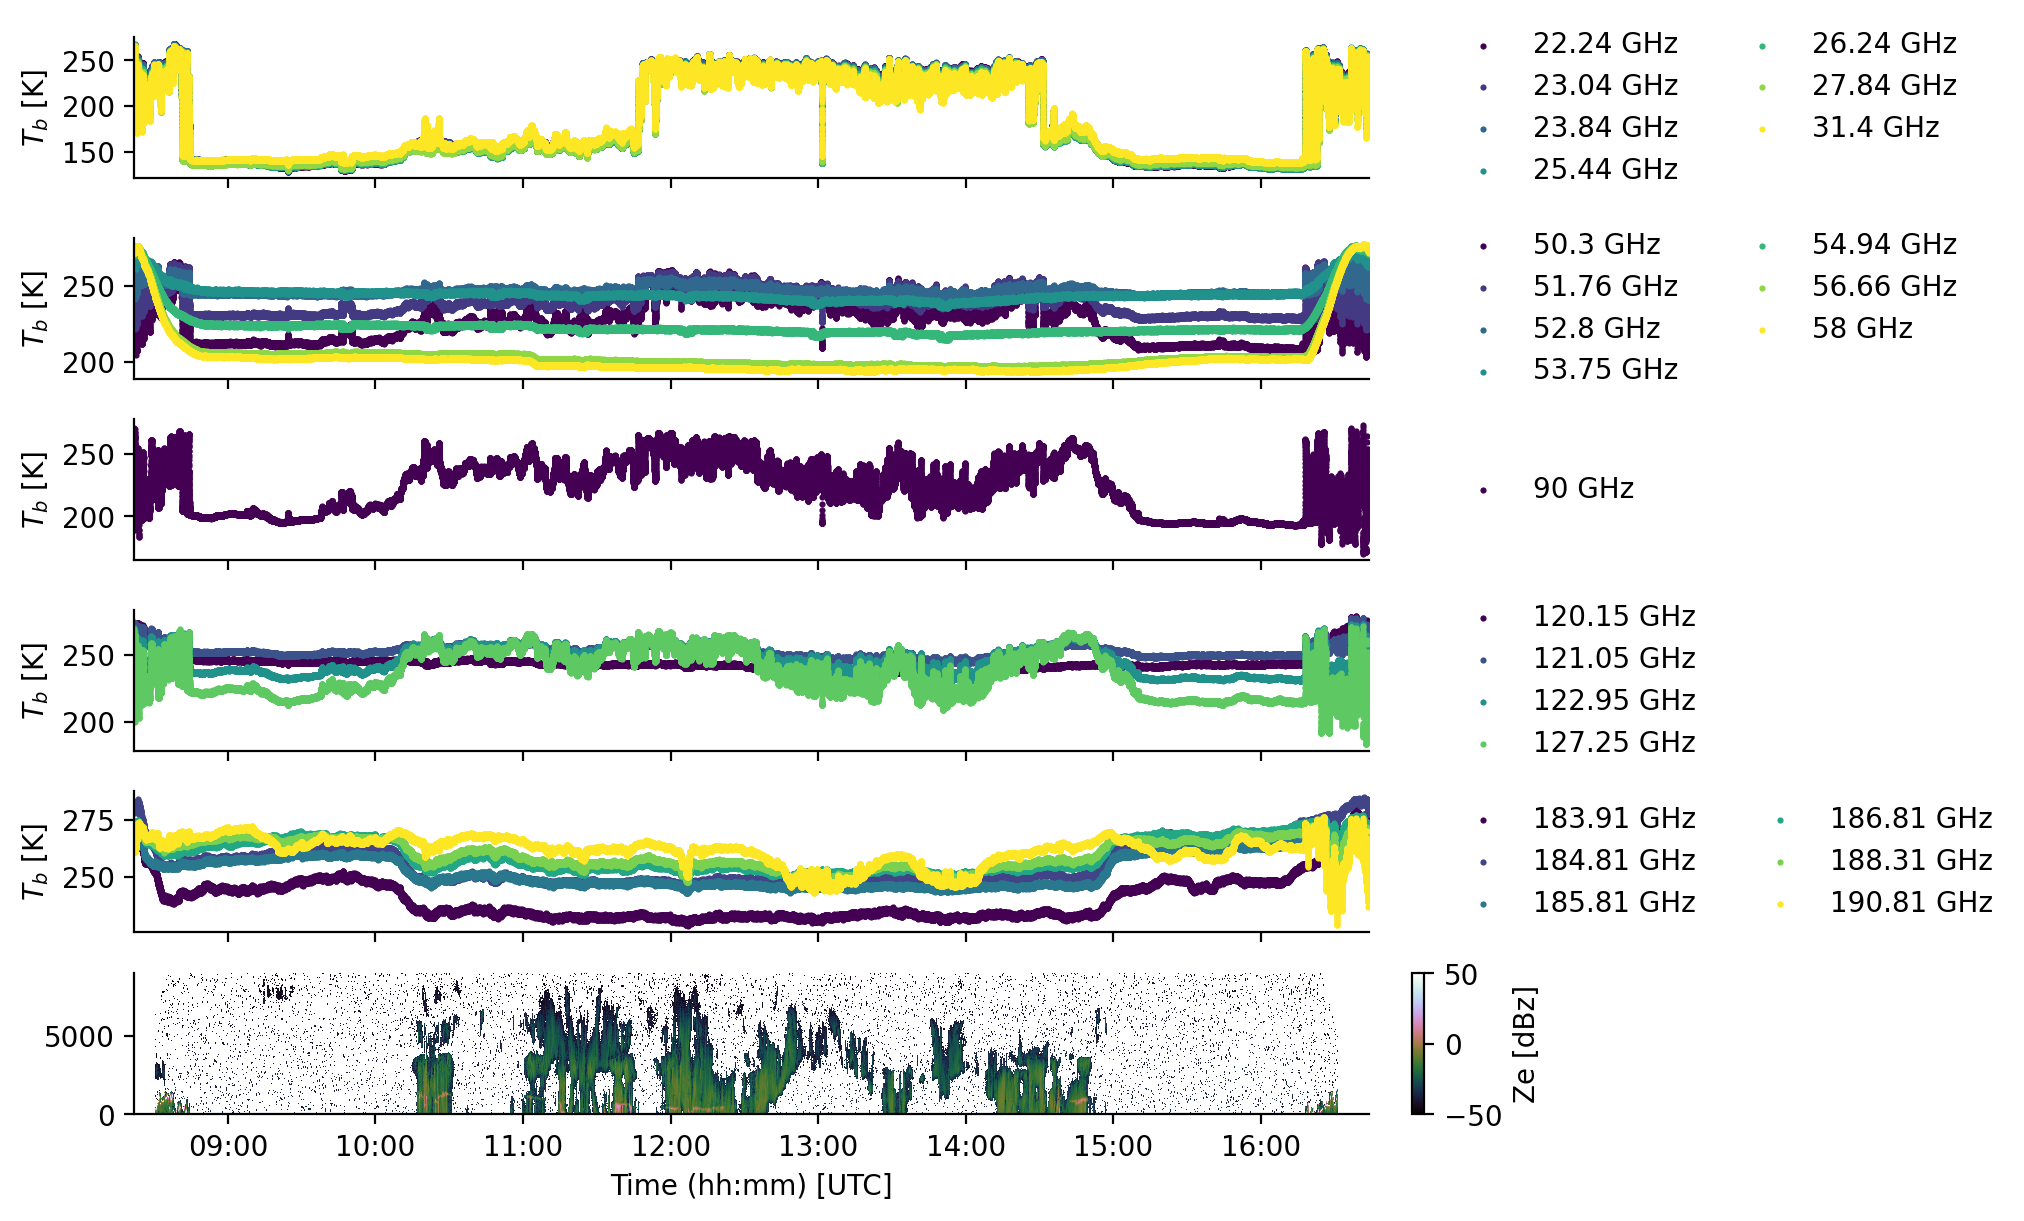 250
200
150
T_b [K]
22.24 GHz
23.04 GHz
23.84 GHz
25.44 GHz
26.24 GHz
27.84 GHz
31.4 GHz
250
200
T_b [K]
50.3 GHz
51.76 GHz
52.8 GHz
53.75 GHz
54.94 GHz
56.66 GHz
58 GHz
250
200
T_b [K]
90 GHz
250
200
T_b [K]
120.15 GHz
121.05 GHz
122.95 GHz
127.25 GHz
275
250
T_b [K]
183.91 GHz
184.81 GHz
185.81 GHz
186.81 GHz
188.31 GHz
190.81 GHz
5000
0
50
0
−50
Ze [dBz]
09:00 10:00 11:00 12:00 13:00 14:00 15:00 16:00
Time (hh:mm) [UTC]